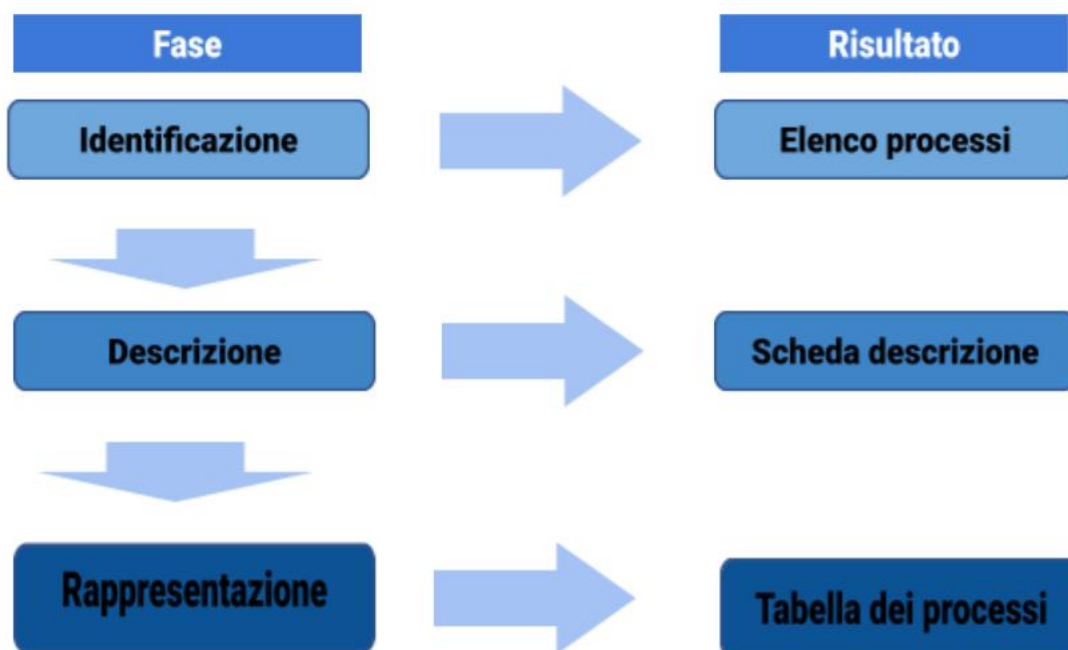 Fase
Risultato
Identificazione
Elenco processi
Descrizione
Scheda descrizione
Rappresentazione
Tabella dei processi